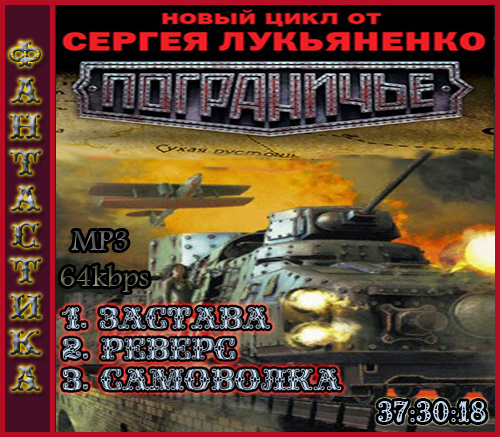 ФАНТАСТИКА
НОВЫЙ ЦИКЛ ОТ
СЕРГЕЯ ЛУКЬЯНЕНКО
ПОГРАНИЧЬЕ
Сухая пустошь
MP3
64kbps
1. ЗАСТАВА
2. РЕВЕРС
3. САМОВОЛКА
37:30:18